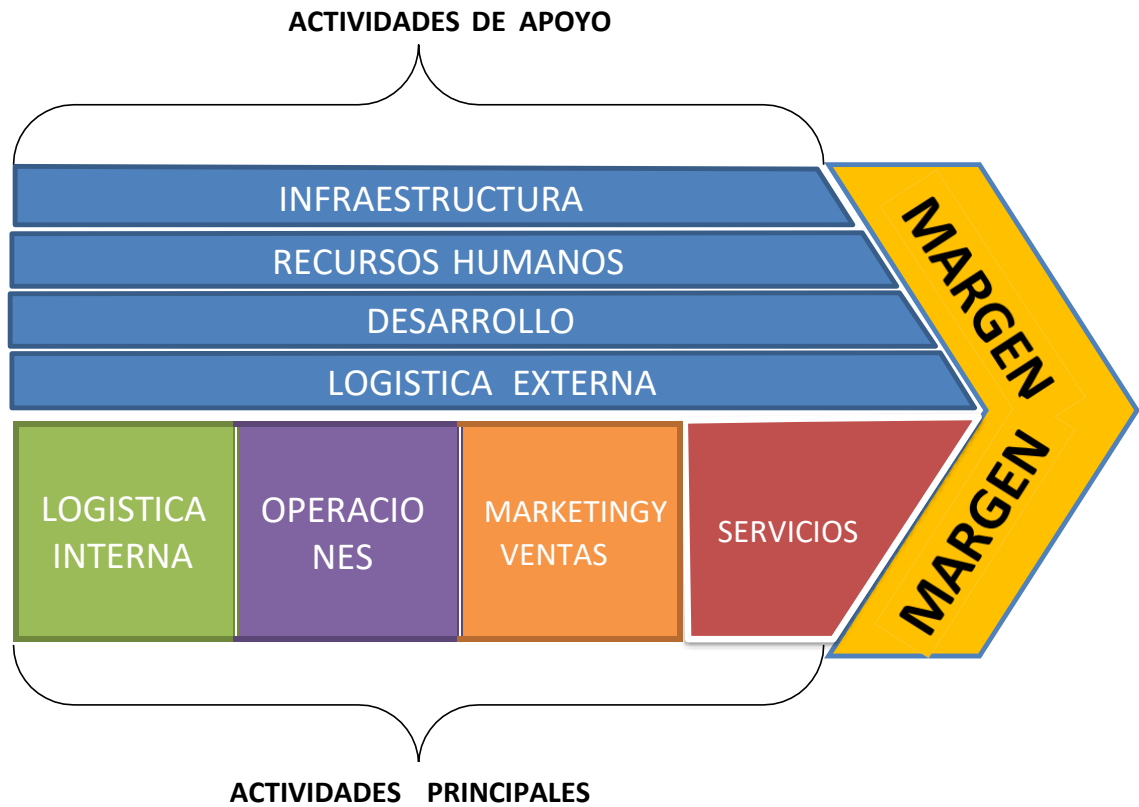 ACTIVIDADES DE APOYO
INFRAESTRUCTURA
RECURSOS HUMANOS
DESARROLLO
LOGISTICA EXTERNA
MARGEN
MARGEN
LOGISTICA
INTERNA
OPERACIO
NES
MARKETINGY
VENTAS
SERVICIOS
ACTIVIDADES PRINCIPALES